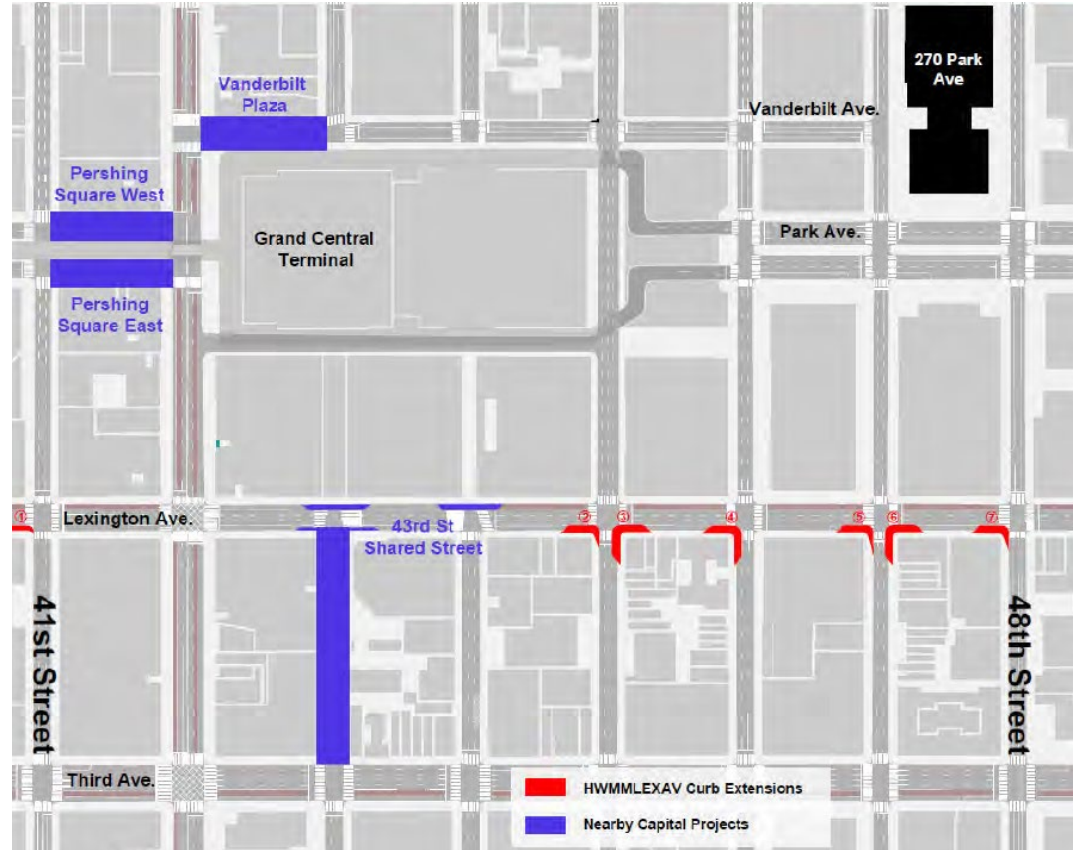 270 Park
Ave
Vanderbilt
Plaza
Vanderbilt Ave.
Pershing
Square West
Grand Central
Terminal
Park Ave.
Pershing
Square East
①
Lexington Ave.
43rd St
Shared Street
②
③
④
⑤
⑥
⑦
41st Street
48th Street
Third Ave.
HWMMLEXAV Curb Extensions
Nearby Capital Projects